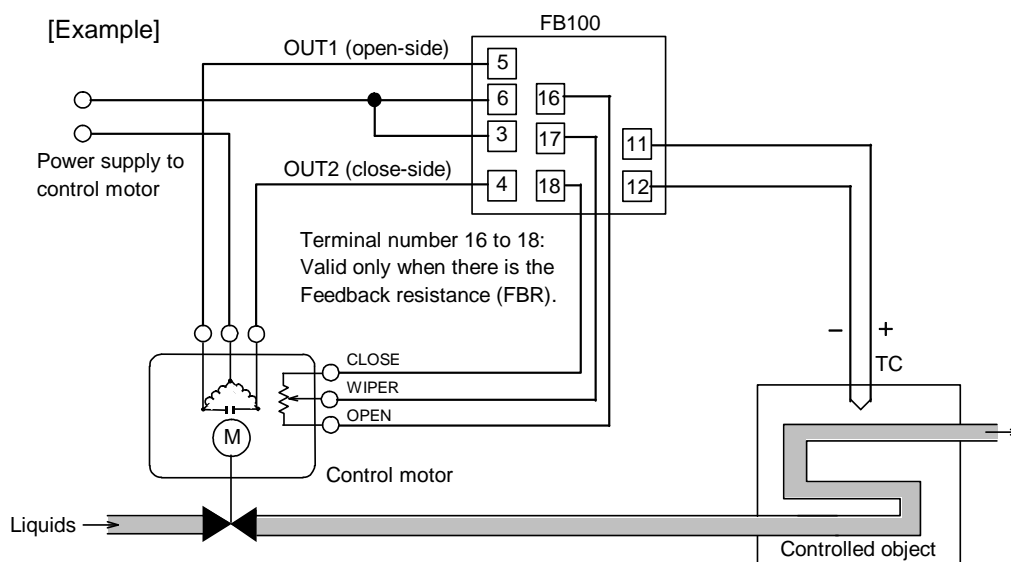 [Example]
FB100
OUT1 (open-side)
5
6
16
3
17
11
Power supply to
control motor
OUT2 (close-side)
4
18
12
Terminal number 16 to 18:
Valid only when there is the
Feedback resistance (FBR).
− +
TC
CLOSE
WIPER
OPEN
M
Control motor
Liquids
Controlled object